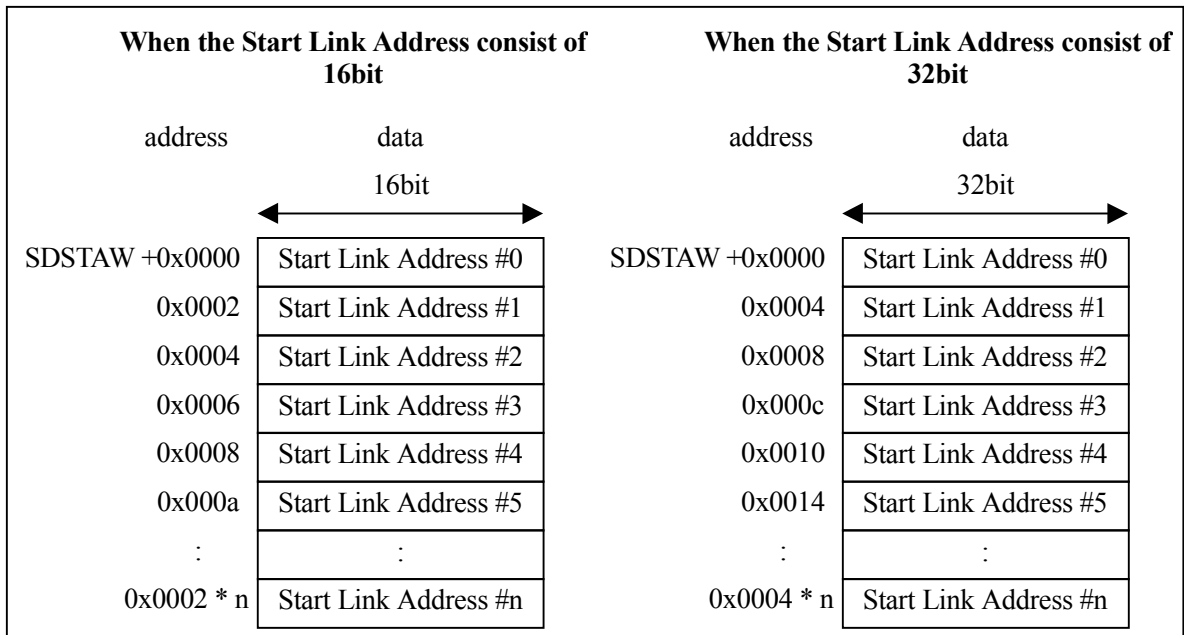 When the Start Link Address consist of
16bit
address data
16bit
SDSTAW +0x0000 Start Link Address #0
0x0002 Start Link Address #1
0x0004 Start Link Address #2
0x0006 Start Link Address #3
0x0008 Start Link Address #4
0x000a Start Link Address #5
: :
0x0002 * n Start Link Address #n
When the Start Link Address consist of
32bit
address data
32bit
SDSTAW +0x0000 Start Link Address #0
0x0004 Start Link Address #1
0x0008 Start Link Address #2
0x000c Start Link Address #3
0x0010 Start Link Address #4
0x0014 Start Link Address #5
: :
0x0004 * n Start Link Address #n